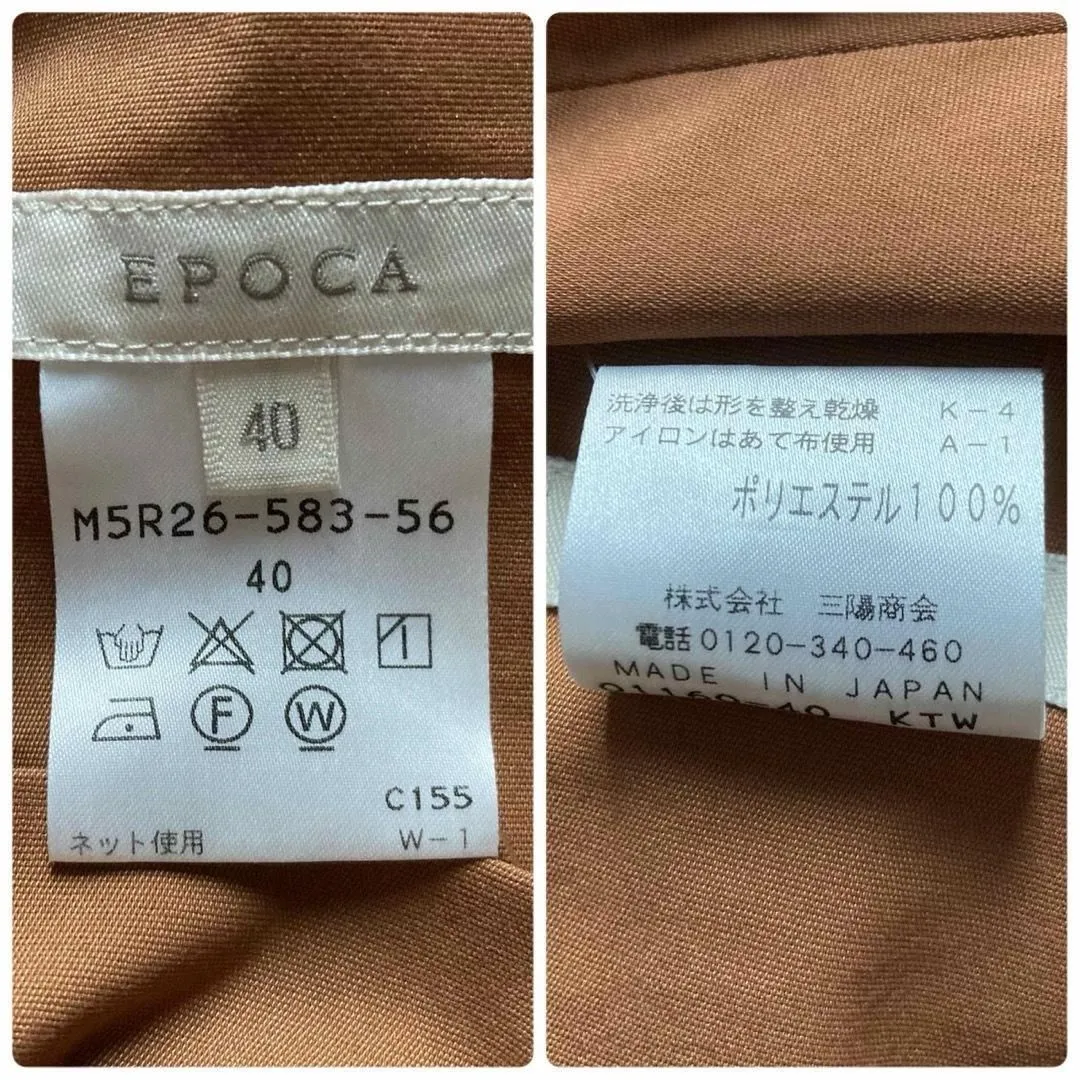 EPOCA
40
M5R26-583-56
40
F W
C155
ネット使用 W-1
洗浄後は形を整え乾燥 K-4
アイロンはあて布使用 A-1
ポリエステル100%
株式会社 三陽商会
電話0120-340-460
MADE IN JAPAN
01160-40 KTW